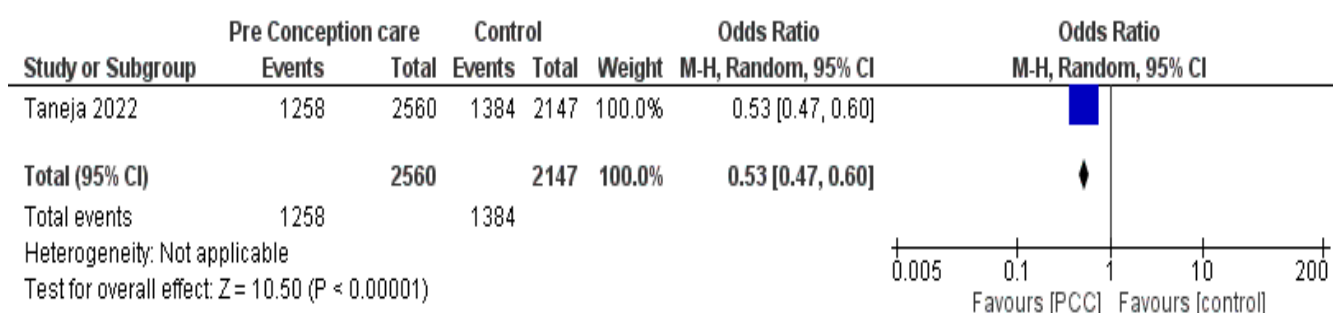 Pre Conception care Control Odds Ratio Odds Ratio
Study or Subgroup Events Total Events Total Weight M-H, Random, 95% CI M-H, Random, 95% CI
Taneja 2022 1258 2560 1384 2147 100.0% 0.53 [0.47, 0.60]
Total (95% CI) 2560 2147 100.0% 0.53 [0.47, 0.60]
Total events 1258 1384
Heterogeneity: Not applicable
Test for overall effect: Z = 10.50 (P < 0.00001)
0.005 0.1 1 10 200
Favours [PCC] Favours [control]